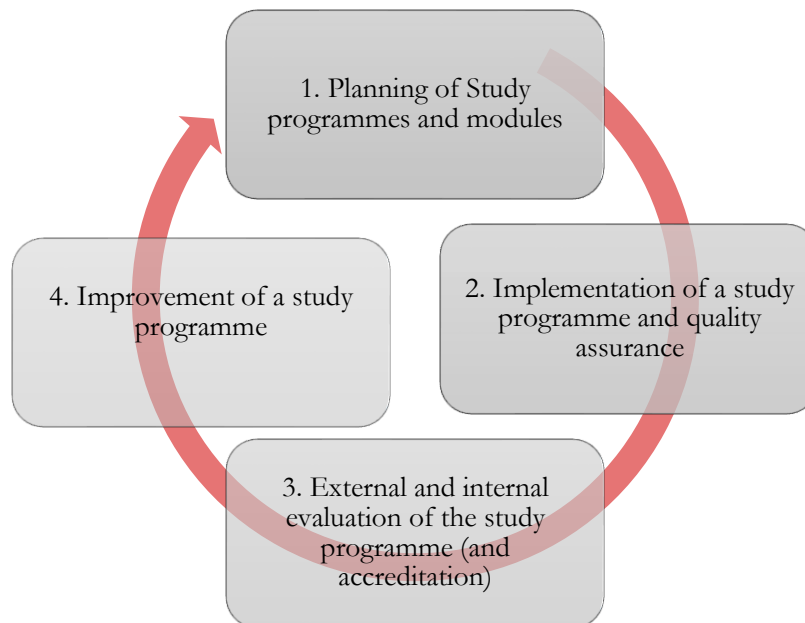 1. Planning of Study
programmes and modules
2. Implementation of a study
programme and quality
assurance
3. External and internal
evaluation of the study
programme (and
accreditation)
4. Improvement of a study
programme